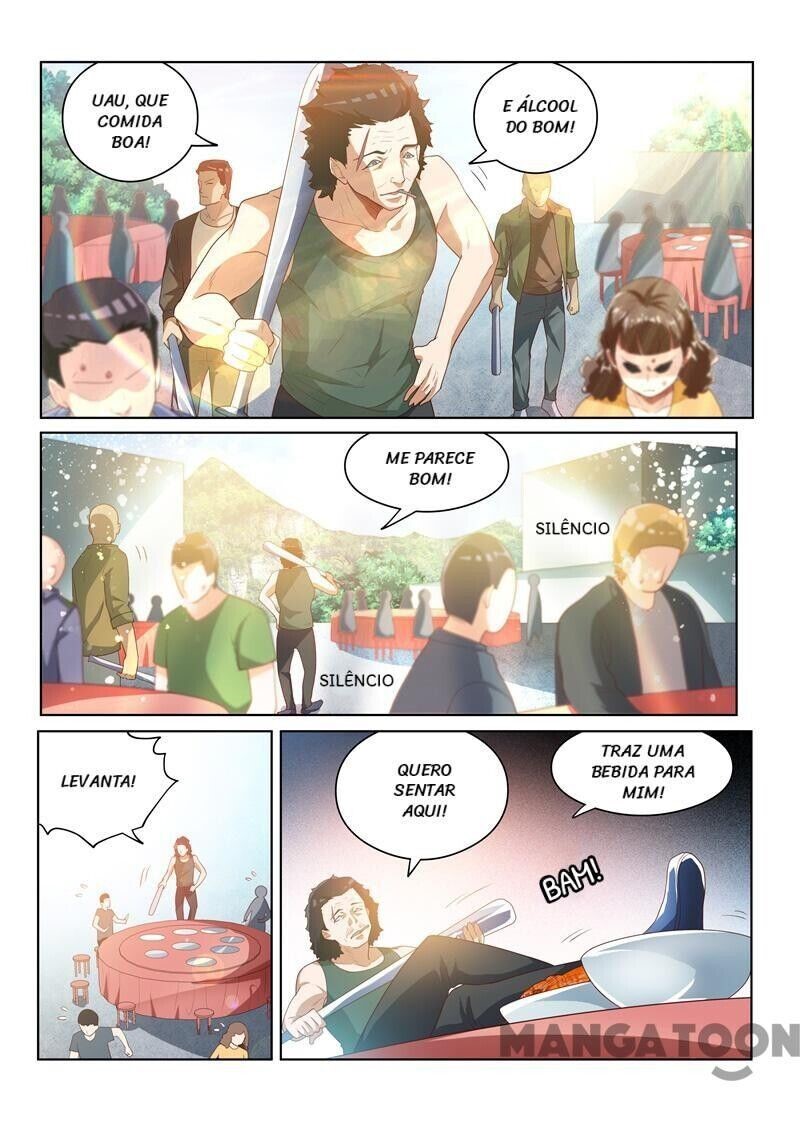 UAU, QUE
COMIDA
BOA!
E ÁLCOOL
DO BOM!
ME PARECE
BOM!
SILÊNCIO
SILÊNCIO
LEVANTA!
QUERO
SENTAR
AQUI!
TRAZ UMA
BEBIDA PARA
MIM!
BAM!
MANGATOON